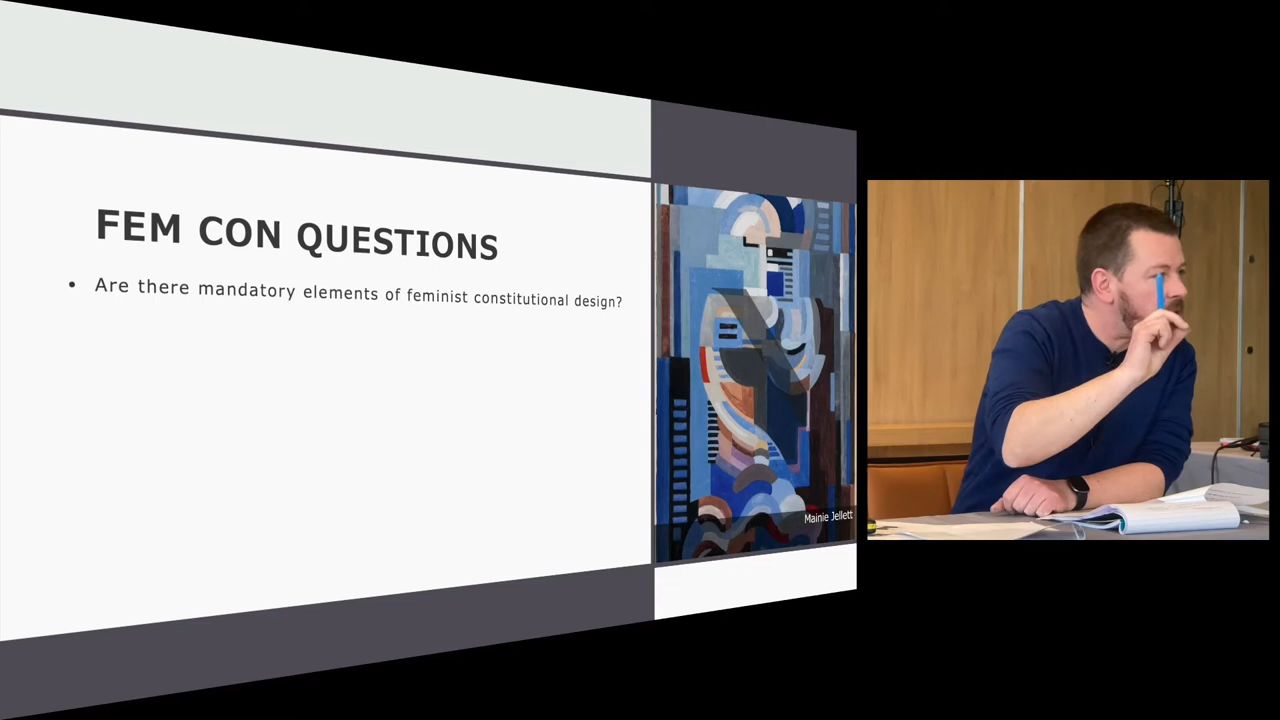 FEM CON QUESTIONS
• Are there mandatory elements of feminist constitutional design?
Mainie Jellett